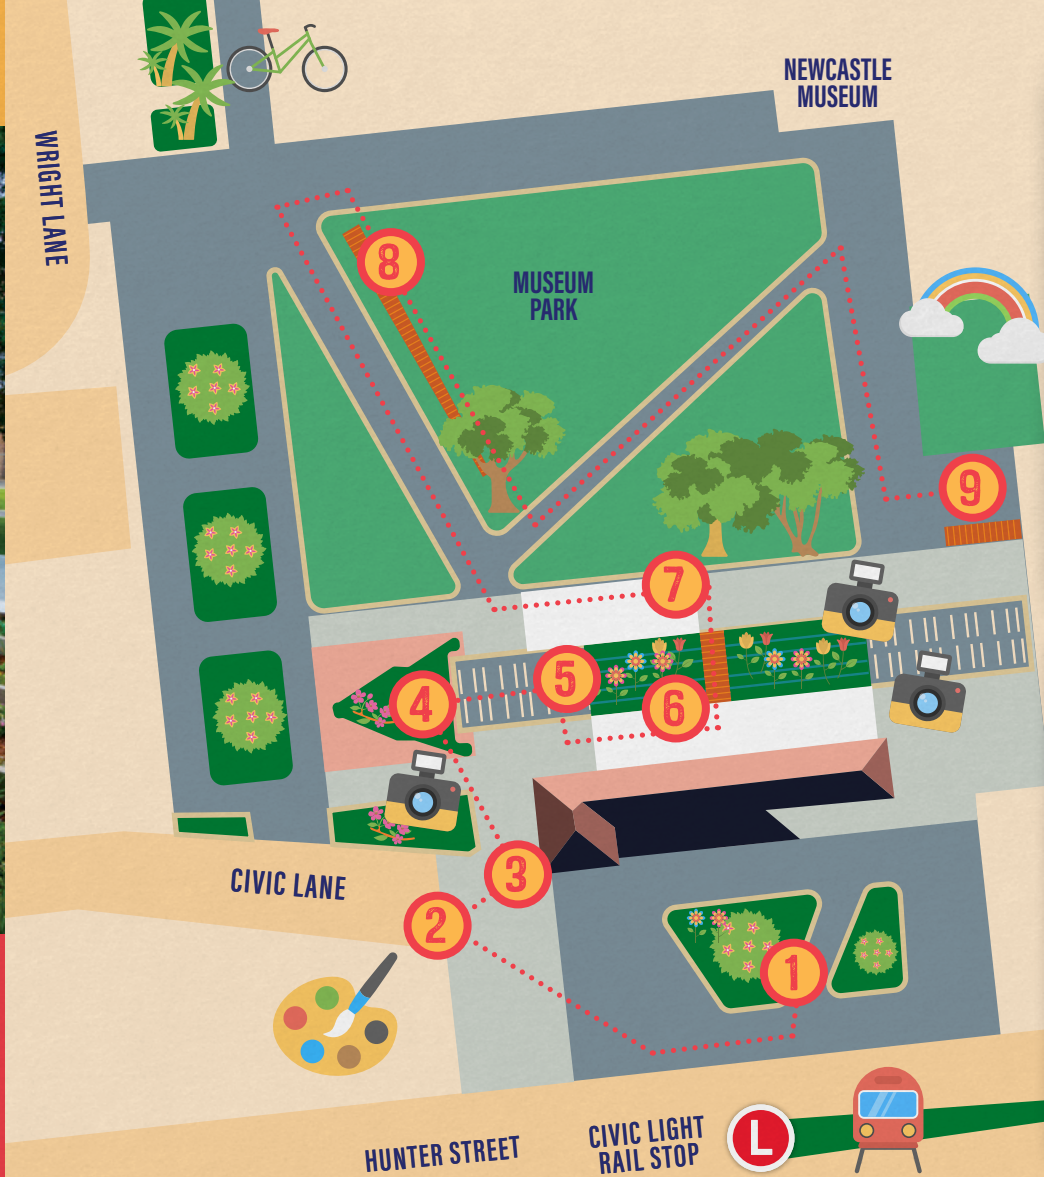 NEWCASTLE
MUSEUM
WRIGHT LANE
8
MUSEUM
PARK
9
7
5
4
6
3
CIVIC LANE
2
1
HUNTER STREET
CIVIC LIGHT
RAIL STOP
L